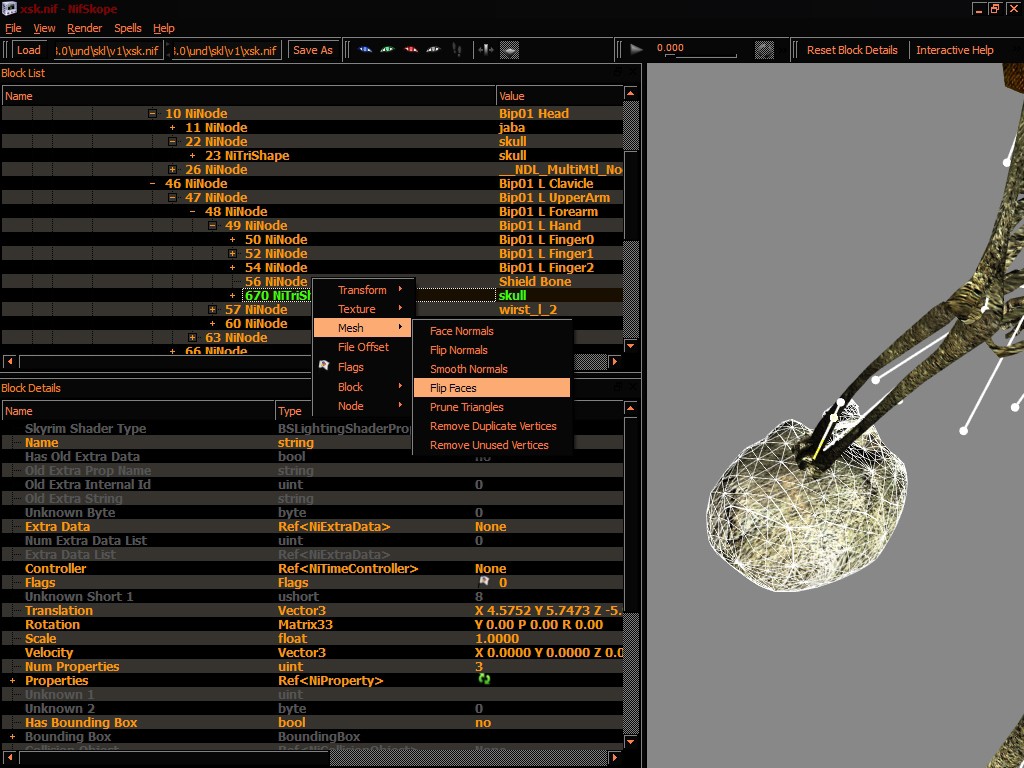 xsk.nif - NifSkope
File View Render Spells Help
Load 3.0\und\skl\v1\xsk.nif 3.0\und\skl\v1\xsk.nif Save As 0.000 Reset Block Details Interactive Help
Block List
Name Value
10 NiNode Bip01 Head
11 NiNode jaba
22 NiNode skull
23 NiTriShape skull
26 NiNode __NDL_MultiMtl_No
46 NiNode Bip01 L Clavicle
47 NiNode Bip01 L UpperArm
48 NiNode Bip01 L Forearm
49 NiNode Bip01 L Hand
50 NiNode Bip01 L Finger0
52 NiNode Bip01 L Finger1
54 NiNode Bip01 L Finger2
56 NiNode Shield Bone
670 NiTriSh skull
57 NiNode wirst_l_2
60 NiNode
63 NiNode
66 NiNode
Transform
Texture
Mesh
File Offset
Flags
Block
Node
Face Normals
Flip Normals
Smooth Normals
Flip Faces
Prune Triangles
Remove Duplicate Vertices
Remove Unused Vertices
Block Details
Name Type
Skyrim Shader Type BSLightingShaderProp
Name string
Has Old Extra Data bool no
Old Extra Prop Name string
Old Extra Internal Id uint 0
Old Extra String string
Unknown Byte byte 0
Extra Data Ref<NiExtraData> None
Num Extra Data List uint 0
Extra Data List Ref<NiExtraData>
Controller Ref<NiTimeController> None
Flags Flags 0
Unknown Short 1 ushort 8
Translation Vector3 X 4.5752 Y 5.7473 Z -5.
Rotation Matrix33 Y 0.00 P 0.00 R 0.00
Scale float 1.0000
Velocity Vector3 X 0.0000 Y 0.0000 Z 0.0
Num Properties uint 3
Properties Ref<NiProperty>
Unknown 1 uint
Unknown 2 byte 0
Has Bounding Box bool no
Bounding Box BoundingBox
Collision Object Ref<NiCollisionObject> None